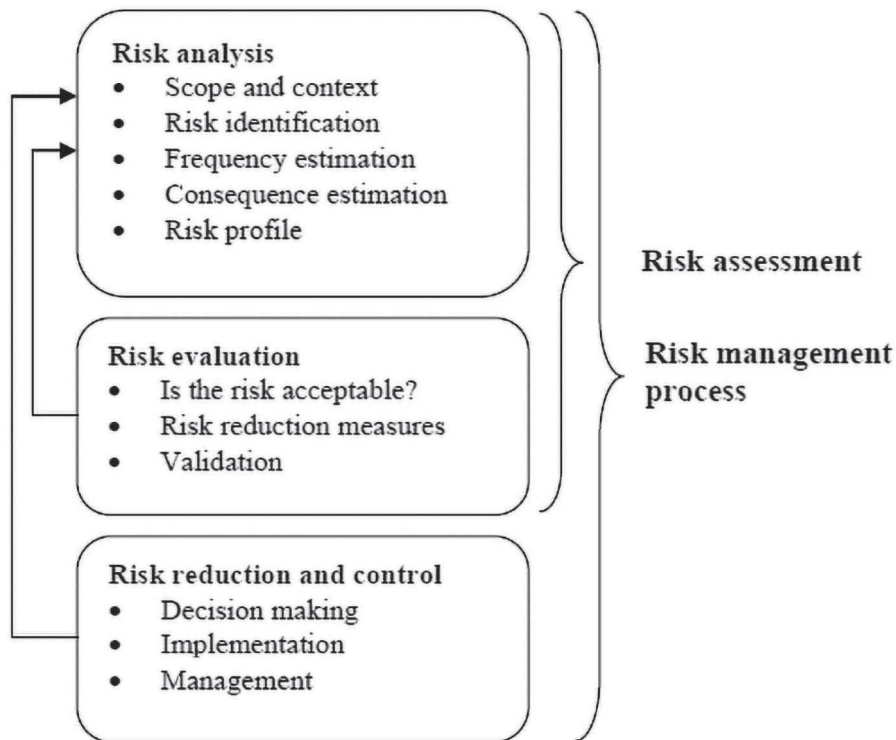 Risk analysis
• Scope and context
• Risk identification
• Frequency estimation
• Consequence estimation
• Risk profile
Risk evaluation
• Is the risk acceptable?
• Risk reduction measures
• Validation
Risk reduction and control
• Decision making
• Implementation
• Management
Risk assessment
Risk management
process